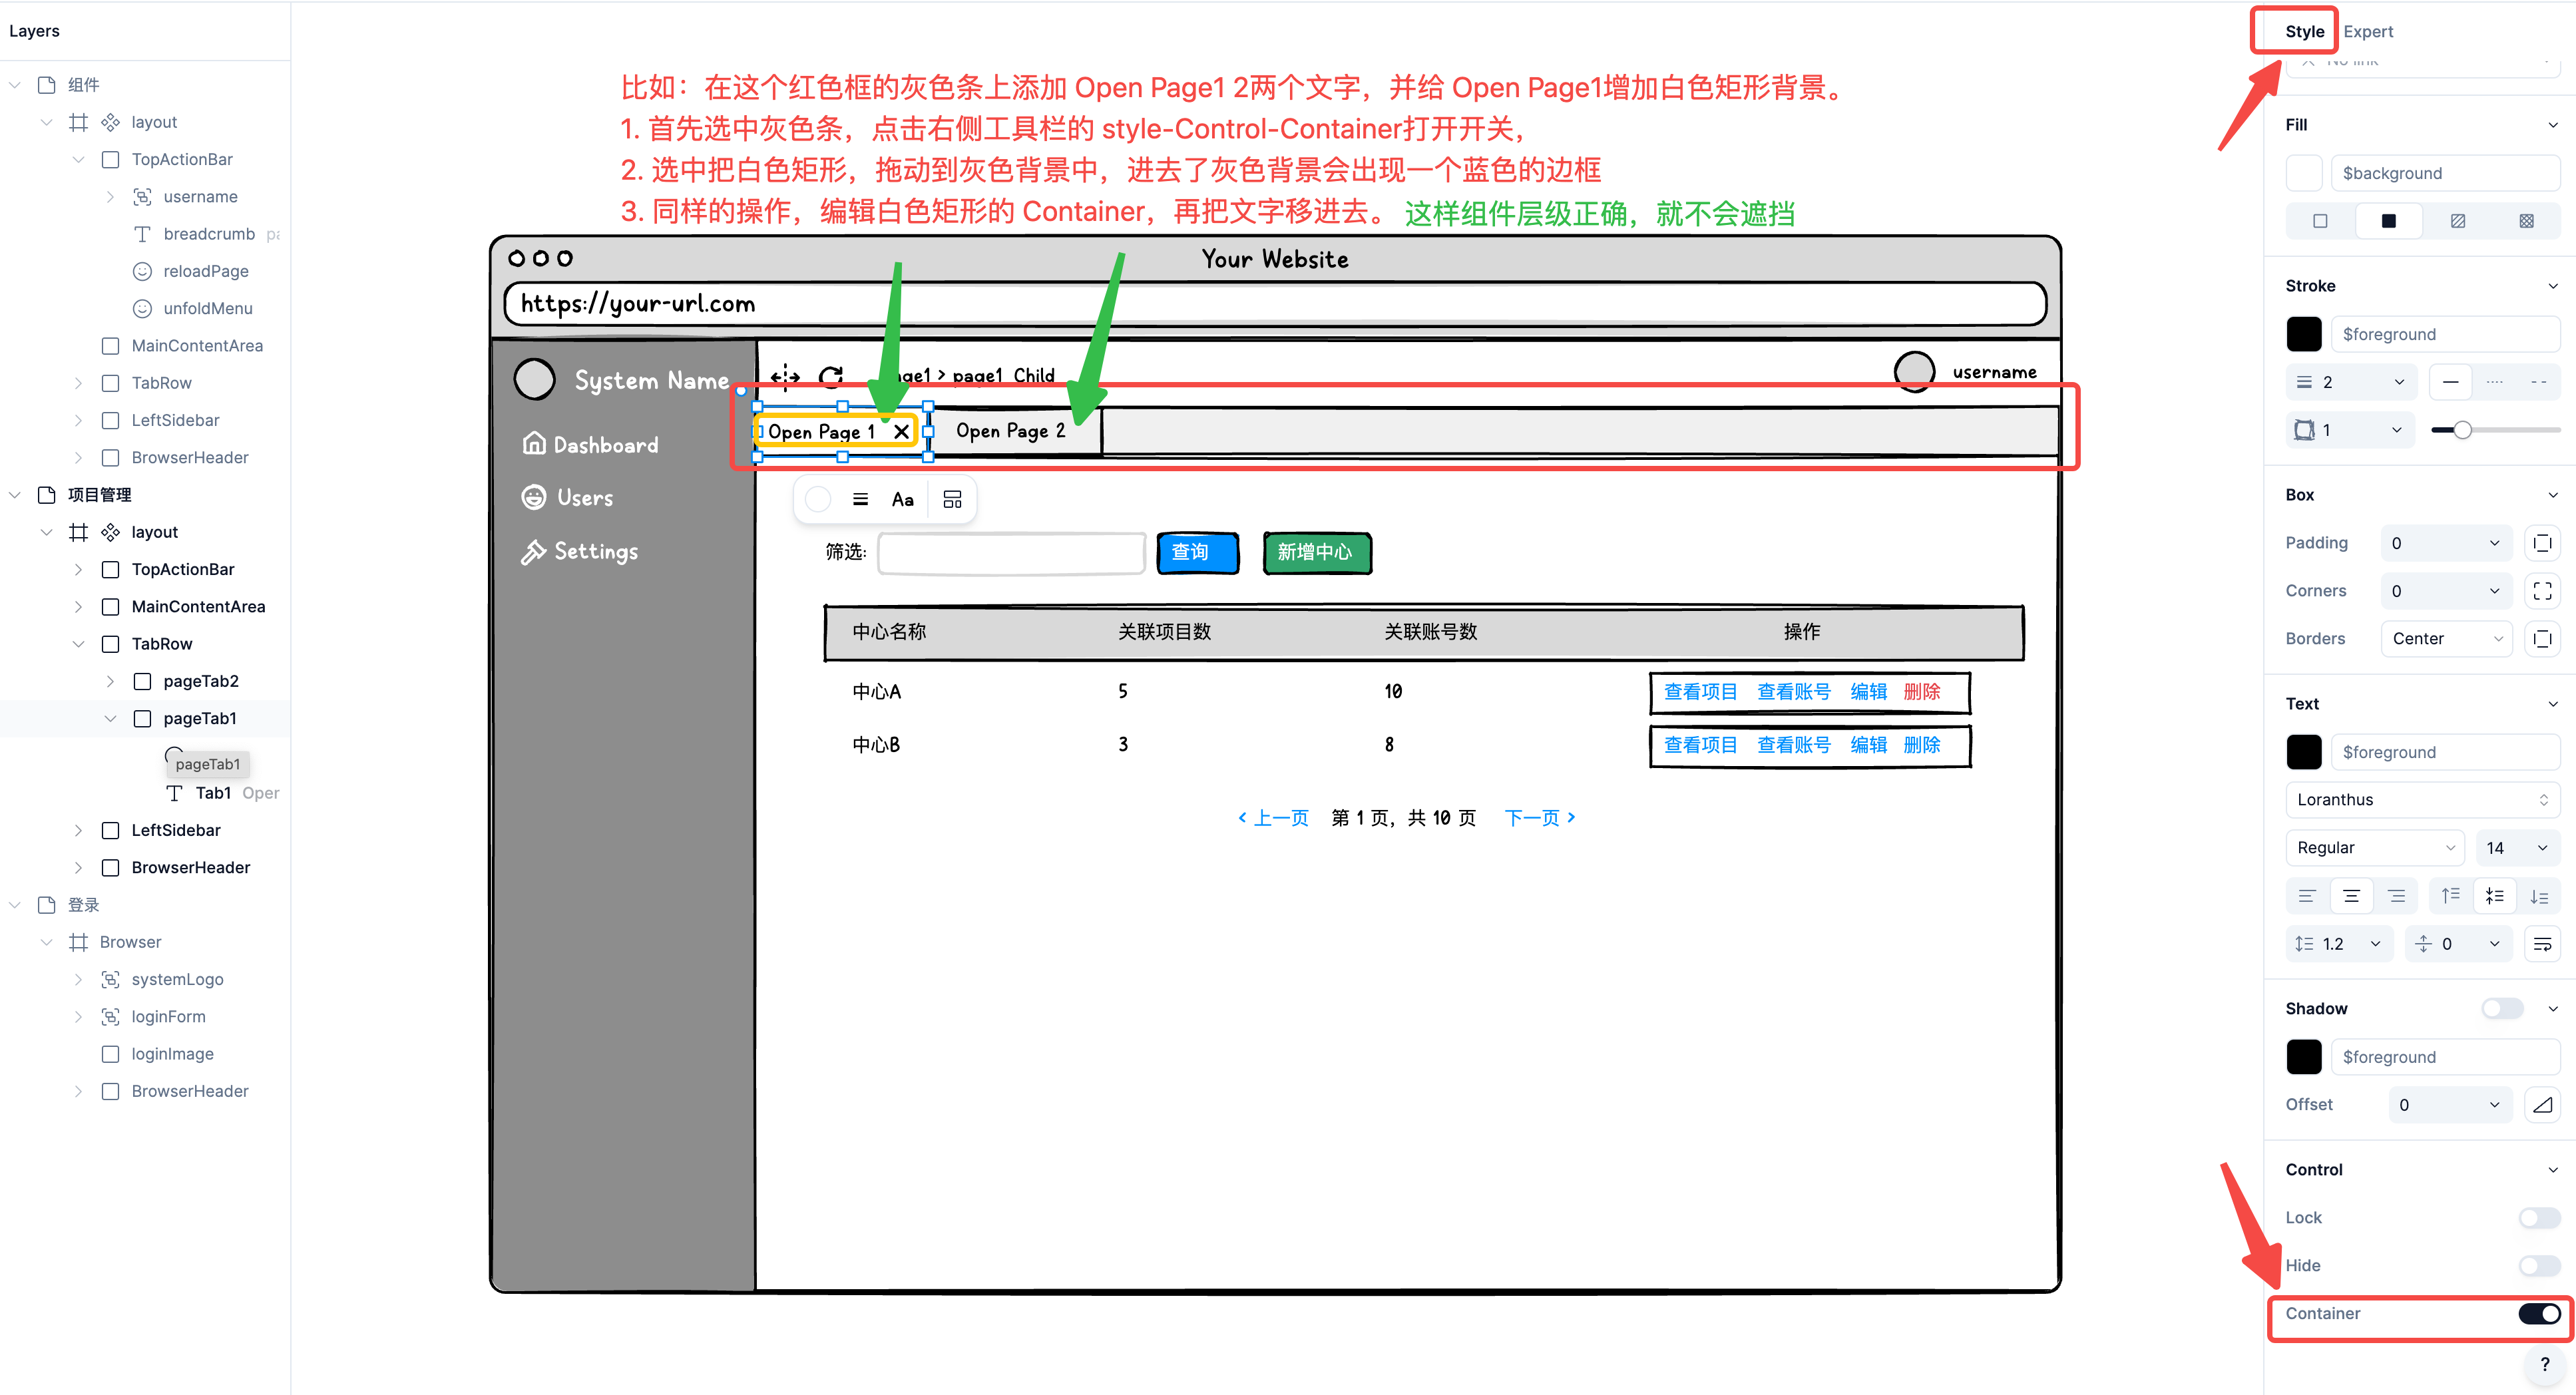 Layers
组件
layout
TopActionBar
username
breadcrumb pa
reloadPage
unfoldMenu
MainContentArea
TabRow
LeftSidebar
BrowserHeader
项目管理
layout
TopActionBar
MainContentArea
TabRow
pageTab2
pageTab1
pageTab1
Tab1 Oper
LeftSidebar
BrowserHeader
登录
Browser
systemLogo
loginForm
loginImage
BrowserHeader
比如：在这个红色框的灰色条上添加 Open Page1 2两个文字，并给 Open Page1增加白色矩形背景。
1. 首先选中灰色条，点击右侧工具栏的 style-Control-Container打开开关，
2. 选中把白色矩形，拖动到灰色背景中，进去了灰色背景会出现一个蓝色的边框
3. 同样的操作，编辑白色矩形的 Container，再把文字移进去。 这样组件层级正确，就不会遮挡
Your Website
https://your-url.com
System Name
age1 > page1 Child
username
Open Page 1
Open Page 2
Dashboard
Users
Settings
Aa
筛选:
查询
新增中心
中心名称 关联项目数 关联账号数 操作
中心A 5 10 查看项目 查看账号 编辑 删除
中心B 3 8 查看项目 查看账号 编辑 删除
< 上一页 第 1 页，共 10 页 下一页 >
Style Expert
No link
Fill
$background
Stroke
$foreground
2
1
Box
Padding 0
Corners 0
Borders Center
Text
$foreground
Loranthus
Regular 14
1.2 0
Shadow
$foreground
Offset 0
Control
Lock
Hide
Container
?